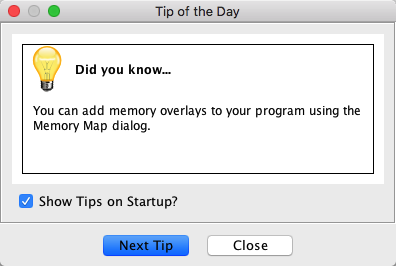 Tip of the Day
Did you know...
You can add memory overlays to your program using the
Memory Map dialog.
Show Tips on Startup?
Next Tip
Close